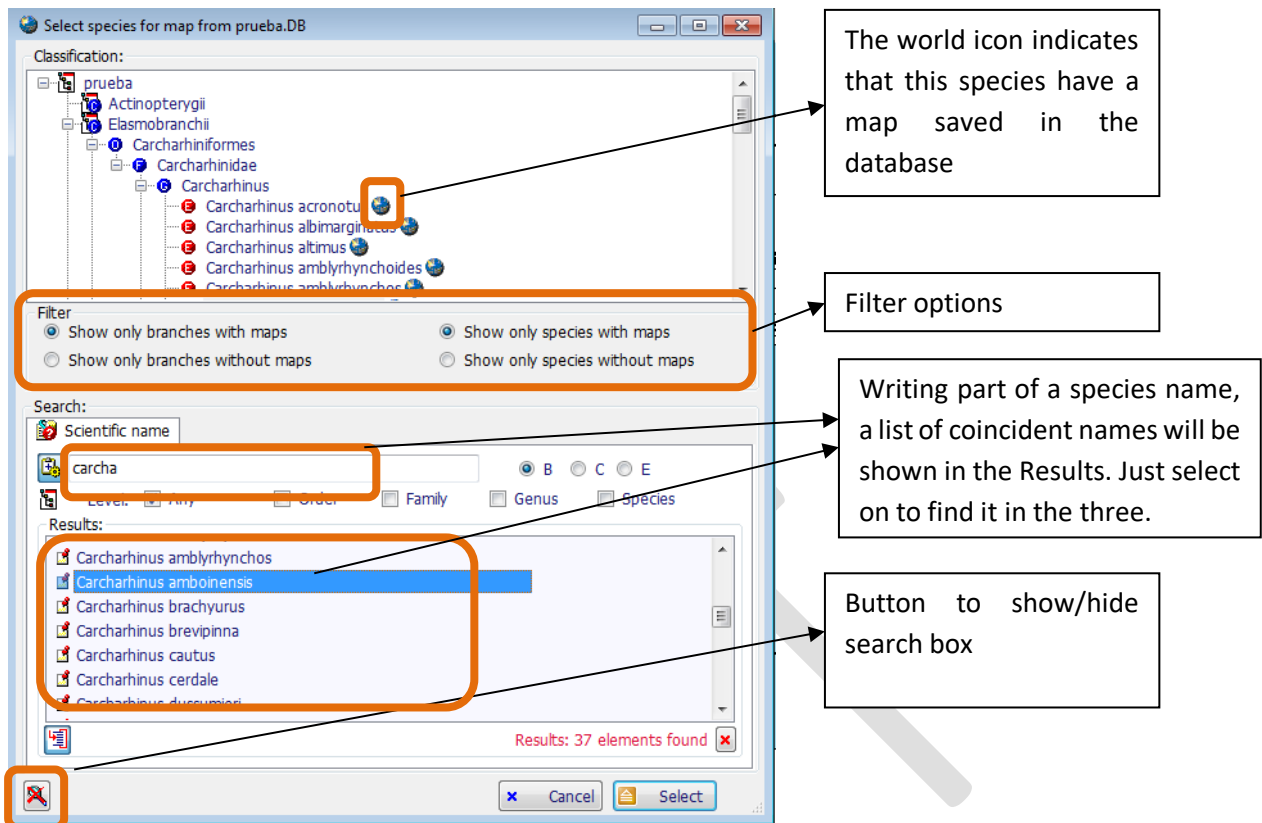 Select species for map from prueba.DB
Classification:
prueba
Actinopterygii
Elasmobranchii
Carcharhiniformes
Carcharhinidae
Carcharhinus
Carcharhinus acronotu
Carcharhinus albimarginatus
Carcharhinus altimus
Carcharhinus amblyrhynchoides
Carcharhinus amblyrhynchos
Filter
Show only branches with maps
Show only species with maps
Show only branches without maps
Show only species without maps
Search:
Scientific name
carcha
B C E
Level: Any Order Family Genus Species
Results:
Carcharhinus amblyrhynchos
Carcharhinus amboinensis
Carcharhinus brachyurus
Carcharhinus brevipinna
Carcharhinus cautus
Carcharhinus cerdale
Carcharhinus dussumieri
Results: 37 elements found
Cancel
Select
The world icon indicates
that this species have a
map saved in the
database
Filter options
Writing part of a species name,
a list of coincident names will be
shown in the Results. Just select
on to find it in the three.
Button to show/hide
search box